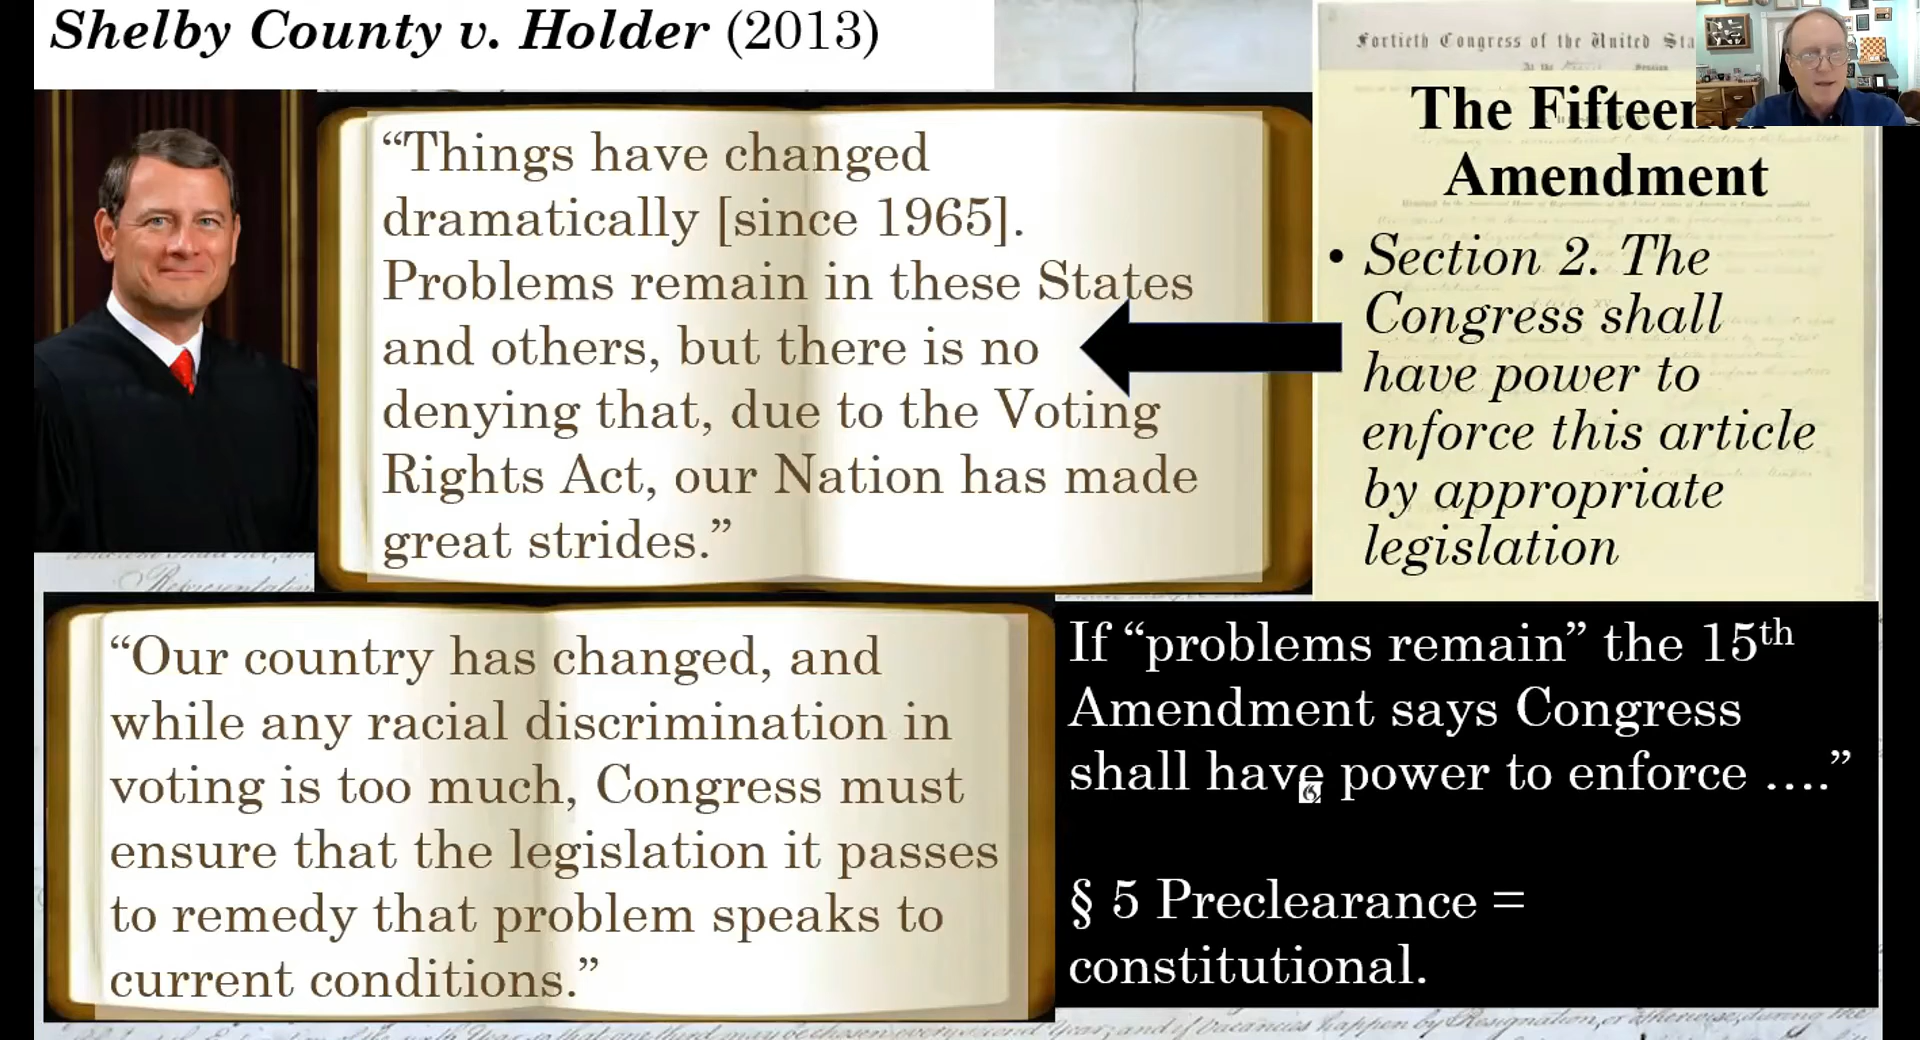 Shelby County v. Holder (2013)
“Things have changed
dramatically [since 1965].
Problems remain in these States
and others, but there is no
denying that, due to the Voting
Rights Act, our Nation has made
great strides.”
Fortieth Congress of the United
The
Amendment
• Section 2. The
Congress shall
have power to
enforce this article
by appropriate
legislation
“Our country has changed, and
while any racial discrimination in
voting is too much, Congress must
ensure that the legislation it passes
to remedy that problem speaks to
current conditions.”
If “problems remain” the 15th
Amendment says Congress
shall have power to enforce ….”
§ 5 Preclearance =
constitutional.